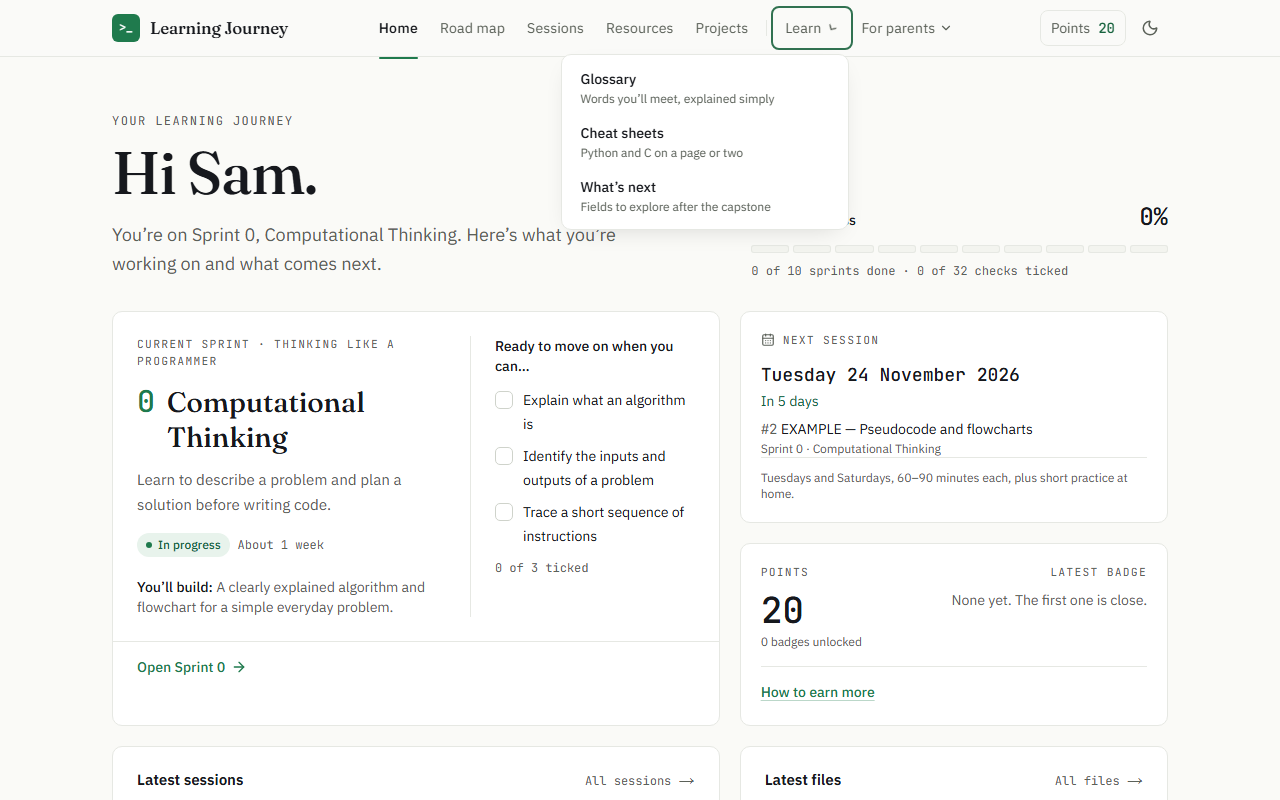 >_ Learning Journey
Home Road map Sessions Resources Projects Learn For parents
Points 20
Glossary
Words you’ll meet, explained simply
Cheat sheets
Python and C on a page or two
What’s next
Fields to explore after the capstone
YOUR LEARNING JOURNEY
Hi Sam.
You’re on Sprint 0, Computational Thinking. Here’s what you’re
working on and what comes next.
0%
0 of 10 sprints done · 0 of 32 checks ticked
CURRENT SPRINT · THINKING LIKE A
PROGRAMMER
0 Computational
Thinking
Learn to describe a problem and plan a
solution before writing code.
In progress About 1 week
You’ll build: A clearly explained algorithm and
flowchart for a simple everyday problem.
Ready to move on when you
can…
Explain what an algorithm
is
Identify the inputs and
outputs of a problem
Trace a short sequence of
instructions
0 of 3 ticked
Open Sprint 0 →
NEXT SESSION
Tuesday 24 November 2026
In 5 days
#2 EXAMPLE — Pseudocode and flowcharts
Sprint 0 · Computational Thinking
Tuesdays and Saturdays, 60–90 minutes each, plus short practice at
home.
POINTS
20
0 badges unlocked
LATEST BADGE
None yet. The first one is close.
How to earn more
Latest sessions
All sessions →
Latest files
All files →